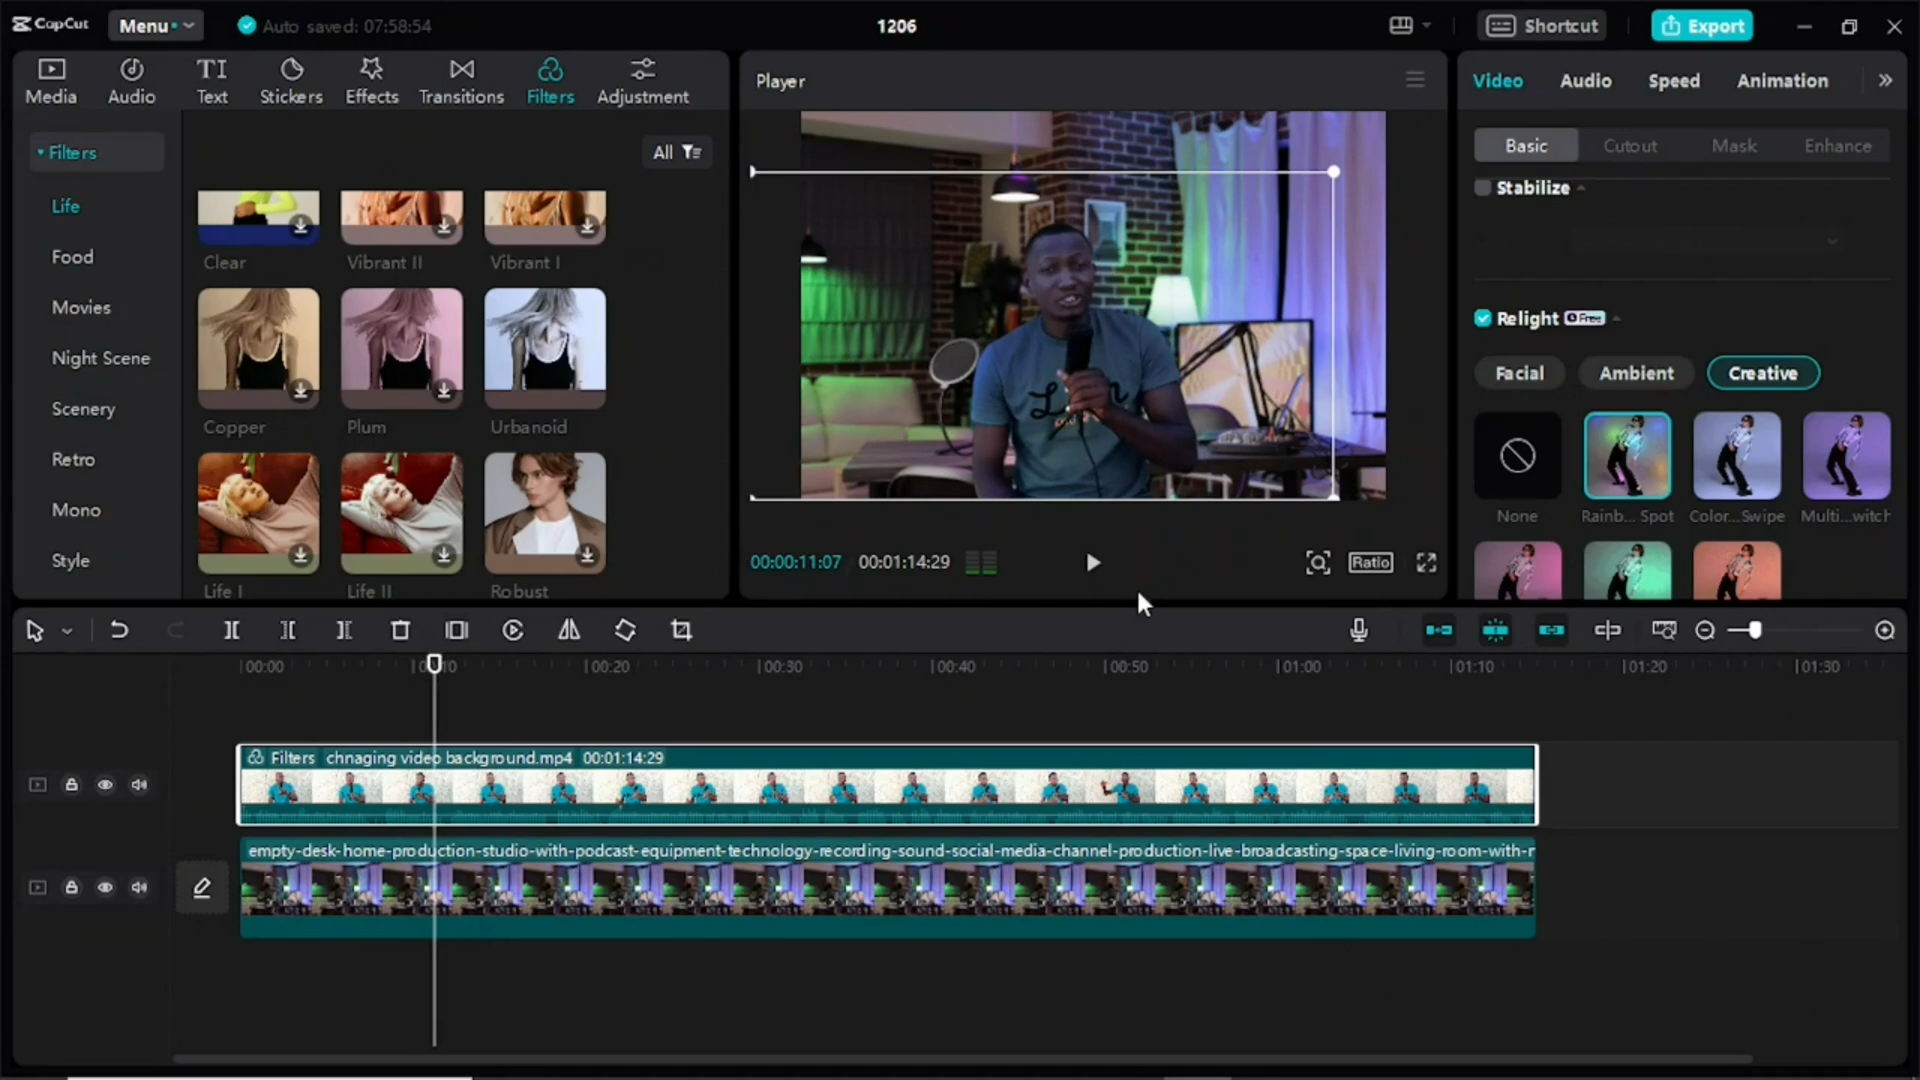 CapCut
Menu
Auto saved: 07:58:54
1206
Shortcut
Export
Media
Audio
TI
Text
Stickers
Effects
Transitions
Filters
Adjustment
Player
Video
Audio
Speed
Animation
Filters
All
Basic
Cutout
Mask
Enhance
Life
Food
Movies
Night Scene
Scenery
Retro
Mono
Style
Clear
Vibrant II
Vibrant I
Copper
Plum
Urbanoid
Life I
Life II
Robust
Stabilize
Relight
Free
Facial
Ambient
Creative
None
Rainb... Spot
Color...Swipe
Multi...witch
00:00:11:07
00:01:14:29
Ratio
00:00
00:20
00:30
00:40
00:50
01:00
01:10
01:20
01:30
Filters chnaging video background.mp4 00:01:14:29
empty-desk-home-production-studio-with-podcast-equipment-technology-recording-sound-social-media-channel-production-live-broadcasting-space-living-room-with-r